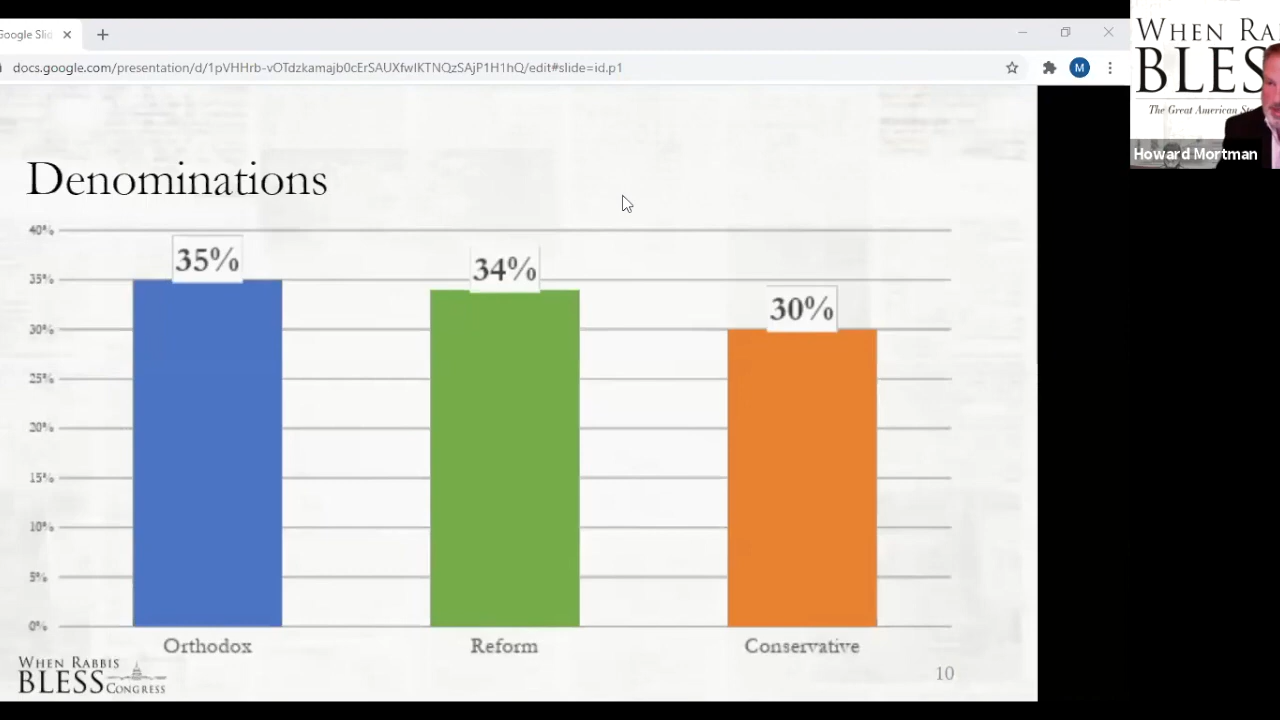 Google Slid
docs.google.com/presentation/d/1pVHHrb-vOTdzkamajb0cErSAUXfwIKTNQzSAjP1H1hQ/edit#slide=id.p1
M
WHEN RA
BLES
The Great American St
Howard Mortman
Denominations
40%
35%
30%
25%
20%
15%
10%
5%
0%
35%
34%
30%
Orthodox
Reform
Conservative
WHEN RABBIS
BLESS CONGRESS
10